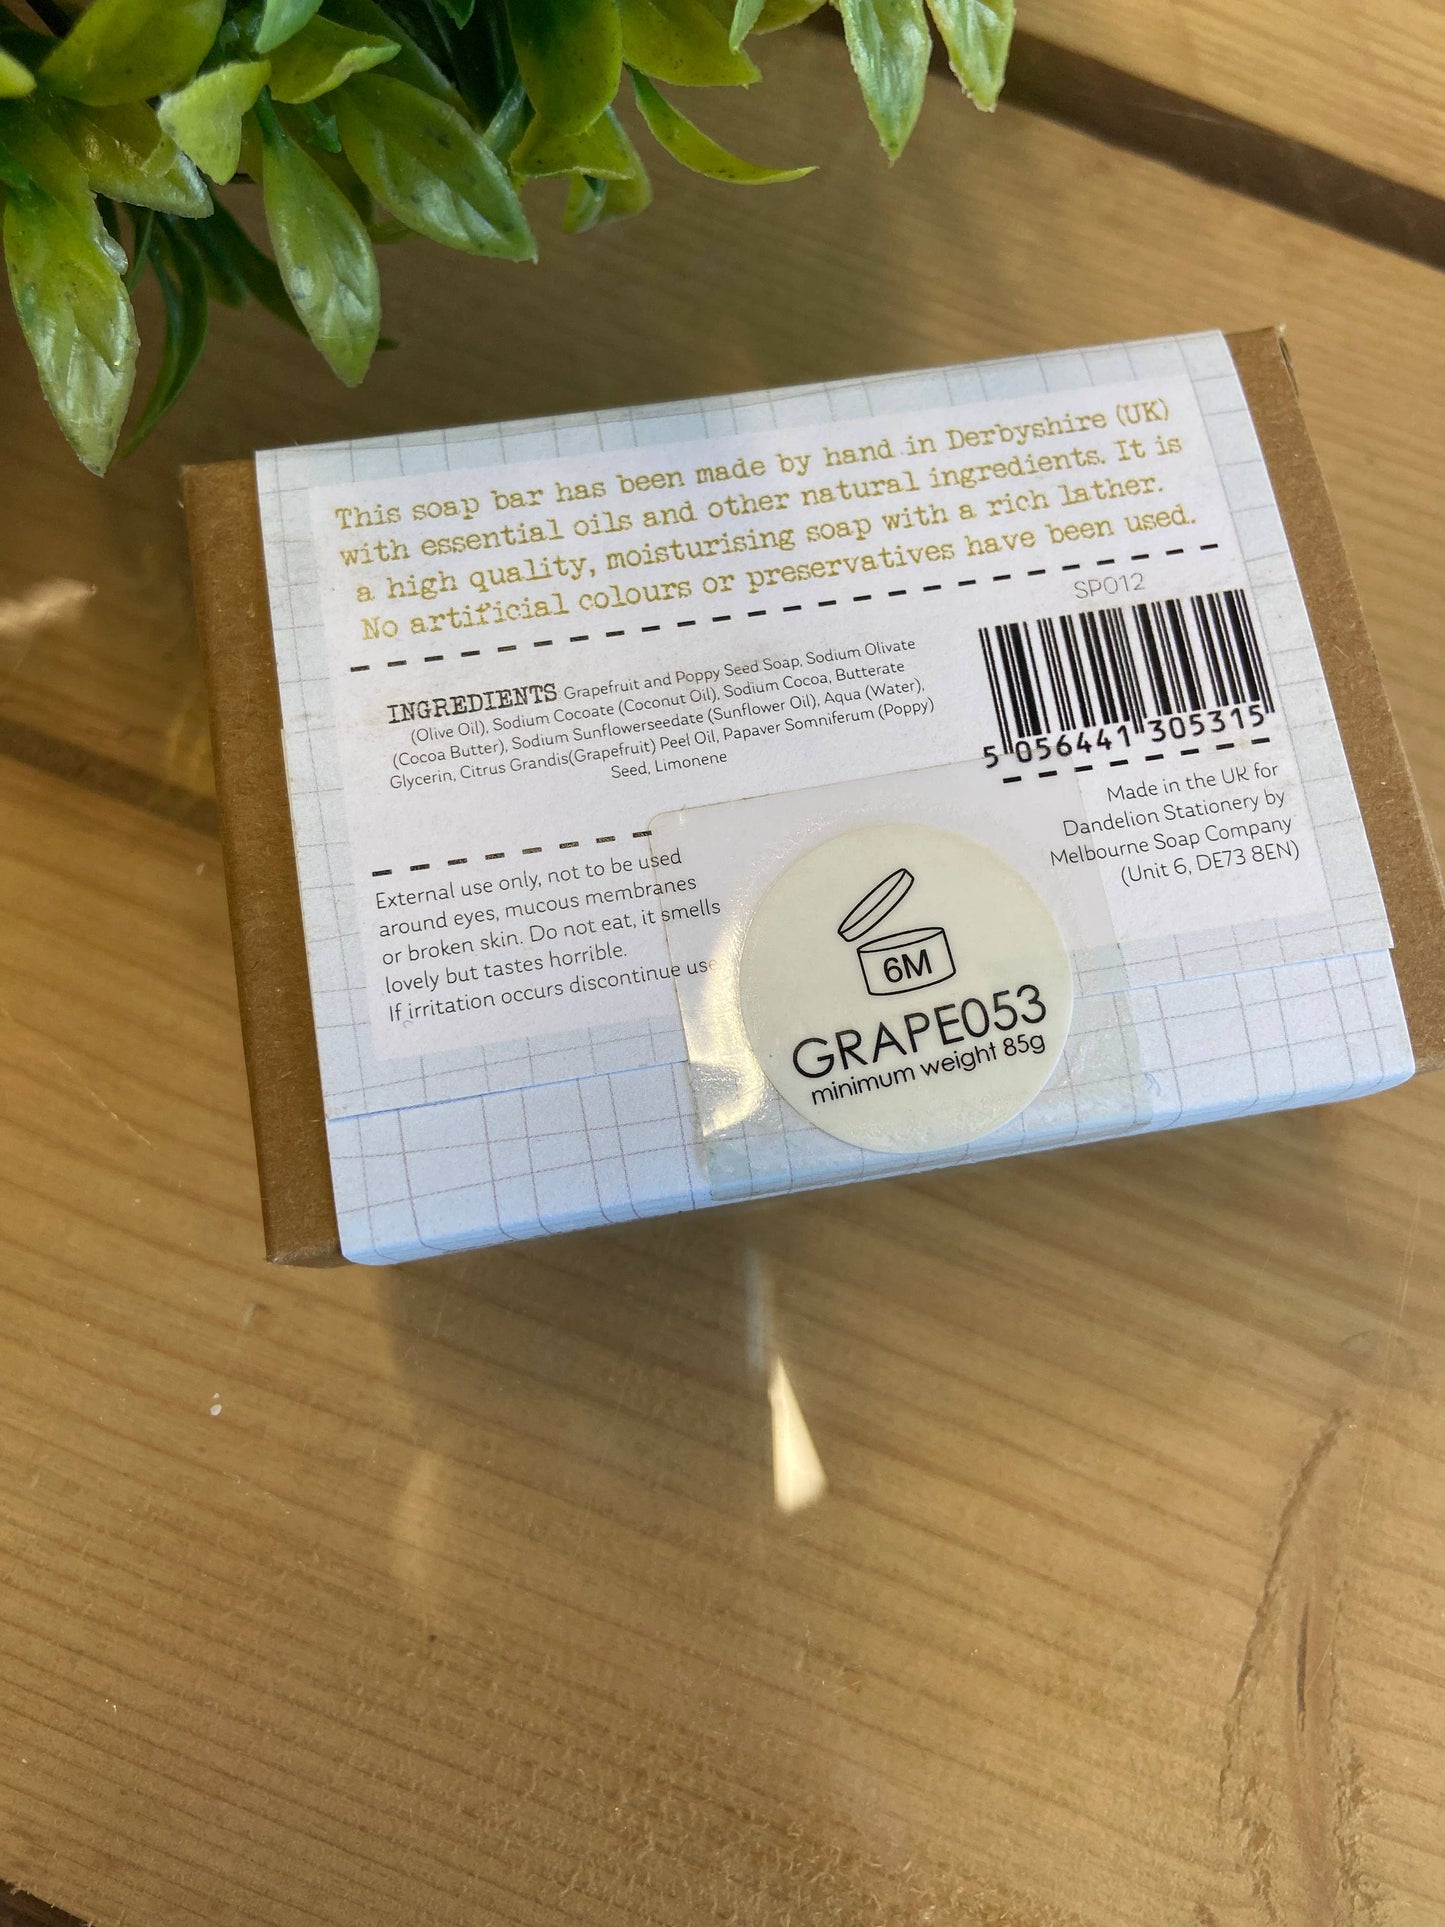 This soap bar has been made by hand in Derbyshire (UK)
with essential oils and other natural ingredients. It is
a high quality, moisturising soap with a rich lather.
No artificial colours or preservatives have been used.
SP012
INGREDIENTS Grapefruit and Poppy Seed Soap, Sodium Olivate
(Olive Oil), Sodium Cocoate (Coconut Oil), Sodium Cocoa, Butterate
(Cocoa Butter), Sodium Sunflowerseedate (Sunflower Oil), Aqua (Water),
Glycerin, Citrus Grandis(Grapefruit) Peel Oil, Papaver Somniferum (Poppy)
Seed, Limonene
5 056441 305315
Made in the UK for
Dandelion Stationery by
Melbourne Soap Company
(Unit 6, DE73 8EN)
External use only, not to be used
around eyes, mucous membranes
or broken skin. Do not eat, it smells
lovely but tastes horrible.
If irritation occurs discontinue use
6M
GRAPE053
minimum weight 85g